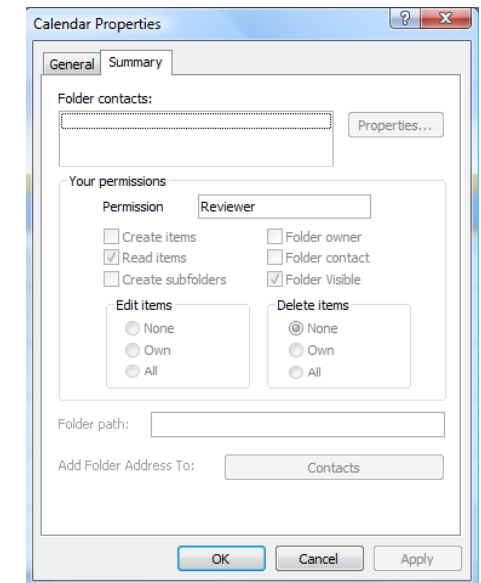 Calendar Properties
General Summary
Folder contacts:
Properties...
Your permissions
Permission Reviewer
Create items Folder owner
Read items Folder contact
Create subfolders Folder Visible
Edit items Delete items
None None
Own Own
All All
Folder path:
Add Folder Address To: Contacts
OK Cancel Apply